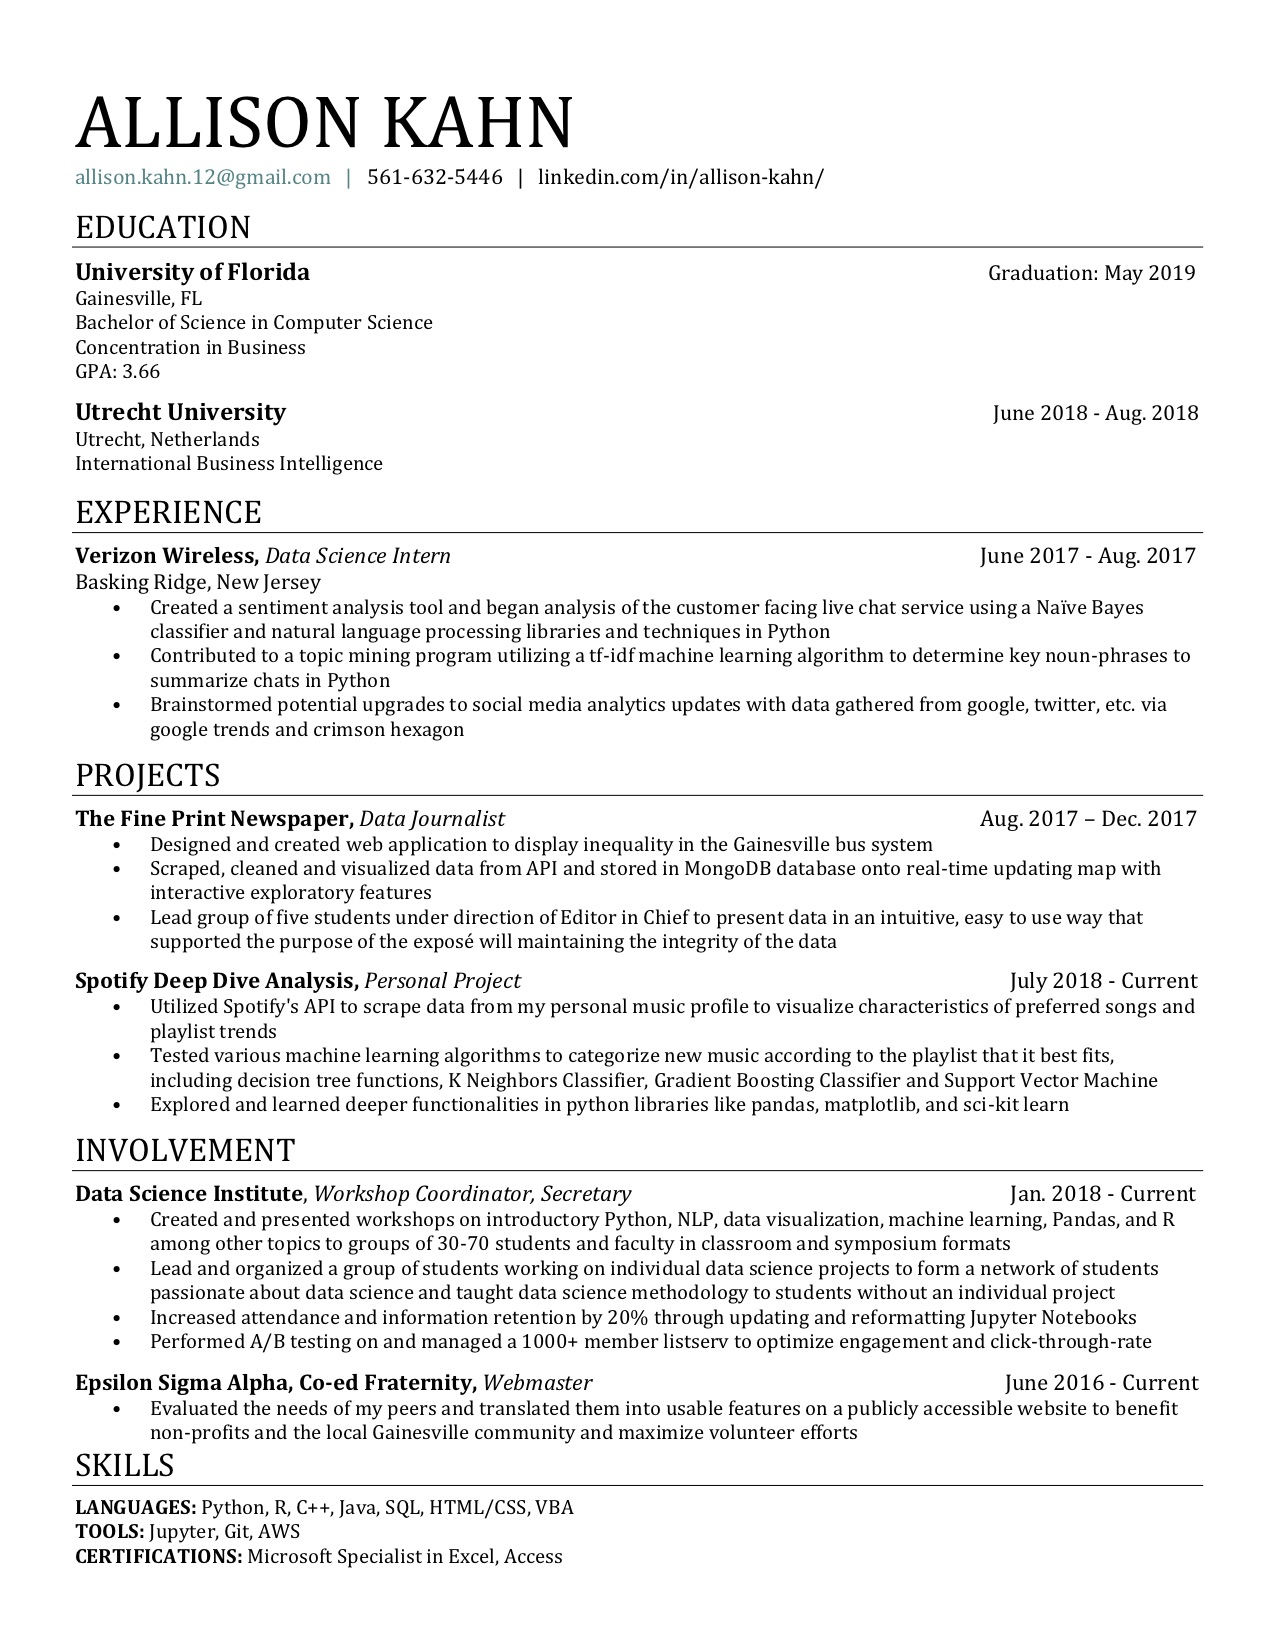 ALLISON KAHN
allison.kahn.12@gmail.com | 561-632-5446 | linkedin.com/in/allison-kahn/
EDUCATION
University of Florida Graduation: May 2019
Gainesville, FL
Bachelor of Science in Computer Science
Concentration in Business
GPA: 3.66
Utrecht University June 2018 - Aug. 2018
Utrecht, Netherlands
International Business Intelligence
EXPERIENCE
Verizon Wireless, Data Science Intern June 2017 - Aug. 2017
Basking Ridge, New Jersey
• Created a sentiment analysis tool and began analysis of the customer facing live chat service using a Naïve Bayes
classifier and natural language processing libraries and techniques in Python
• Contributed to a topic mining program utilizing a tf-idf machine learning algorithm to determine key noun-phrases to
summarize chats in Python
• Brainstormed potential upgrades to social media analytics updates with data gathered from google, twitter, etc. via
google trends and crimson hexagon
PROJECTS
The Fine Print Newspaper, Data Journalist Aug. 2017 – Dec. 2017
• Designed and created web application to display inequality in the Gainesville bus system
• Scraped, cleaned and visualized data from API and stored in MongoDB database onto real-time updating map with
interactive exploratory features
• Lead group of five students under direction of Editor in Chief to present data in an intuitive, easy to use way that
supported the purpose of the exposé will maintaining the integrity of the data
Spotify Deep Dive Analysis, Personal Project July 2018 - Current
• Utilized Spotify's API to scrape data from my personal music profile to visualize characteristics of preferred songs and
playlist trends
• Tested various machine learning algorithms to categorize new music according to the playlist that it best fits,
including decision tree functions, K Neighbors Classifier, Gradient Boosting Classifier and Support Vector Machine
• Explored and learned deeper functionalities in python libraries like pandas, matplotlib, and sci-kit learn
INVOLVEMENT
Data Science Institute, Workshop Coordinator, Secretary Jan. 2018 - Current
• Created and presented workshops on introductory Python, NLP, data visualization, machine learning, Pandas, and R
among other topics to groups of 30-70 students and faculty in classroom and symposium formats
• Lead and organized a group of students working on individual data science projects to form a network of students
passionate about data science and taught data science methodology to students without an individual project
• Increased attendance and information retention by 20% through updating and reformatting Jupyter Notebooks
• Performed A/B testing on and managed a 1000+ member listserv to optimize engagement and click-through-rate
Epsilon Sigma Alpha, Co-ed Fraternity, Webmaster June 2016 - Current
• Evaluated the needs of my peers and translated them into usable features on a publicly accessible website to benefit
non-profits and the local Gainesville community and maximize volunteer efforts
SKILLS
LANGUAGES: Python, R, C++, Java, SQL, HTML/CSS, VBA
TOOLS: Jupyter, Git, AWS
CERTIFICATIONS: Microsoft Specialist in Excel, Access